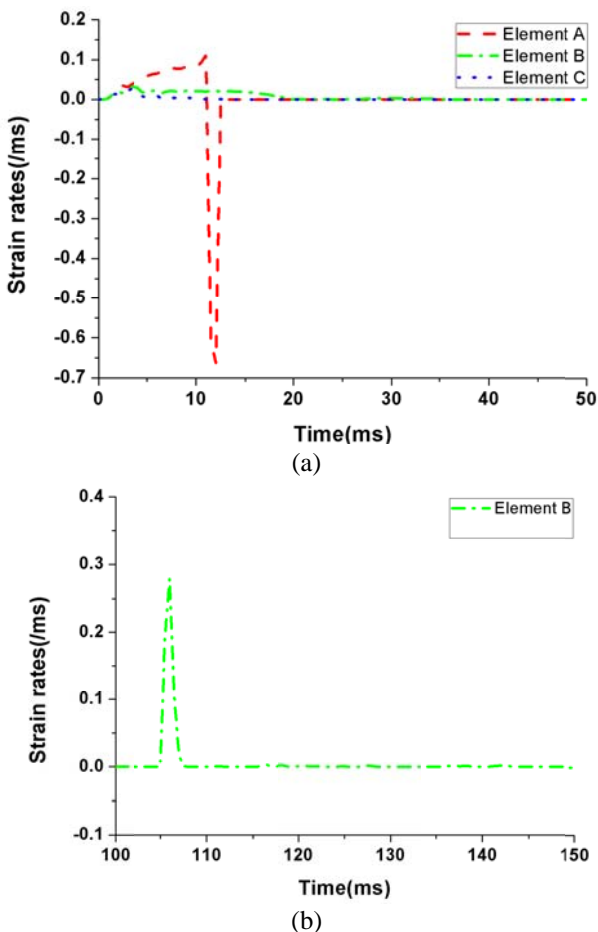 0.2
0.1
0.0
-0.1
-0.2
-0.3
-0.4
-0.5
-0.6
-0.7
Strain rates(/ms)
Element A
Element B
Element C
0 10 20 30 40 50
Time(ms)
(a)
0.4
0.3
0.2
0.1
0.0
-0.1
Strain rates(/ms)
Element B
100 110 120 130 140 150
Time(ms)
(b)